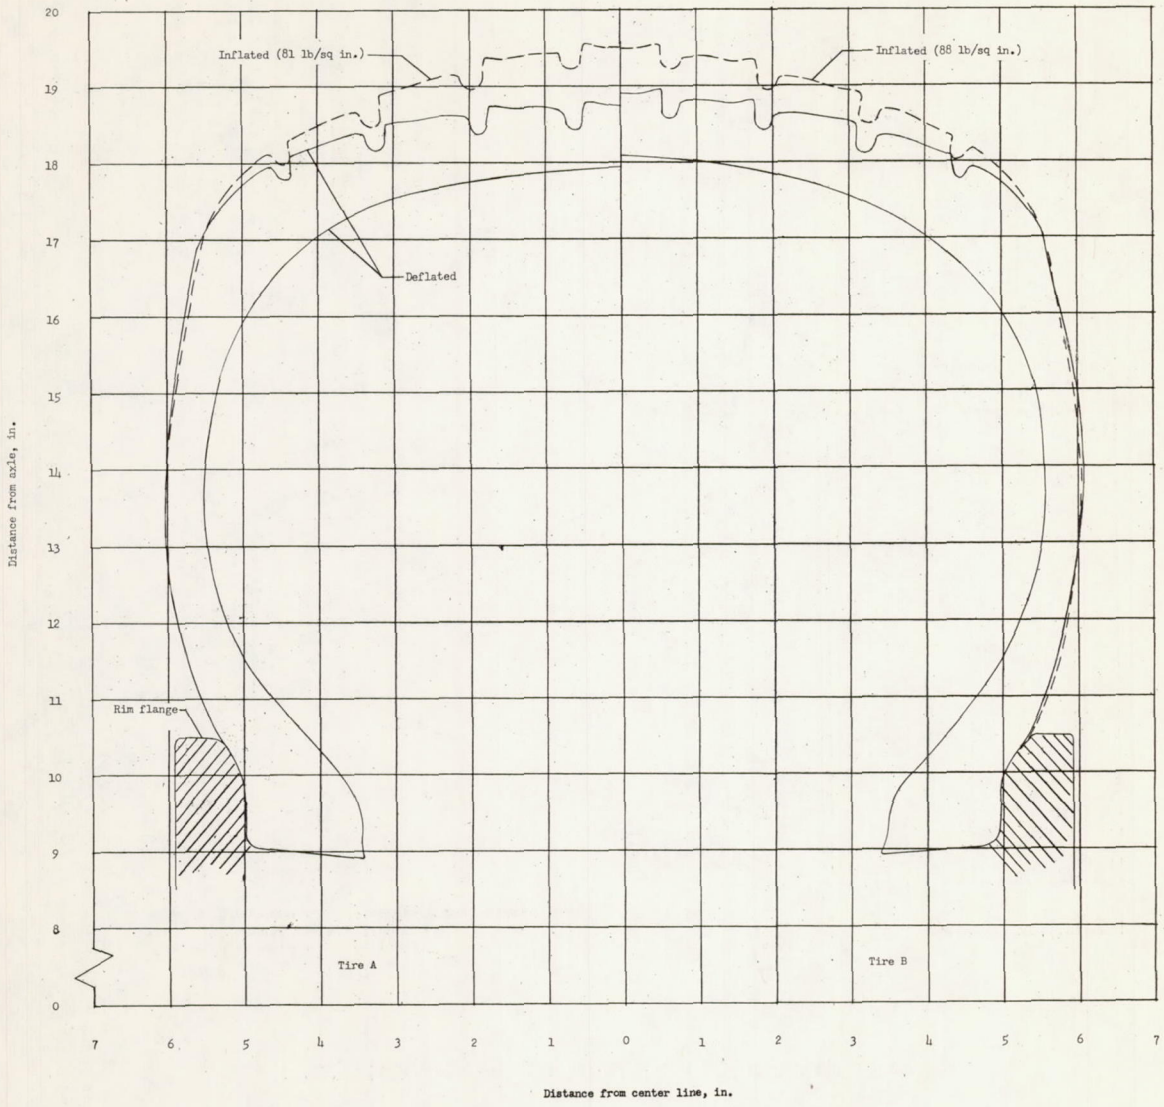 20
Inflated (81 lb/sq in.)
Inflated (88 lb/sq in.)
19
18
17
Deflated
16
15
14
13
12
11
Rim flange
10
9
8
Tire A
Tire B
0
7 6 5 4 3 2 1 0 1 2 3 4 5 6 7
Distance from axle, in.
Distance from center line, in.